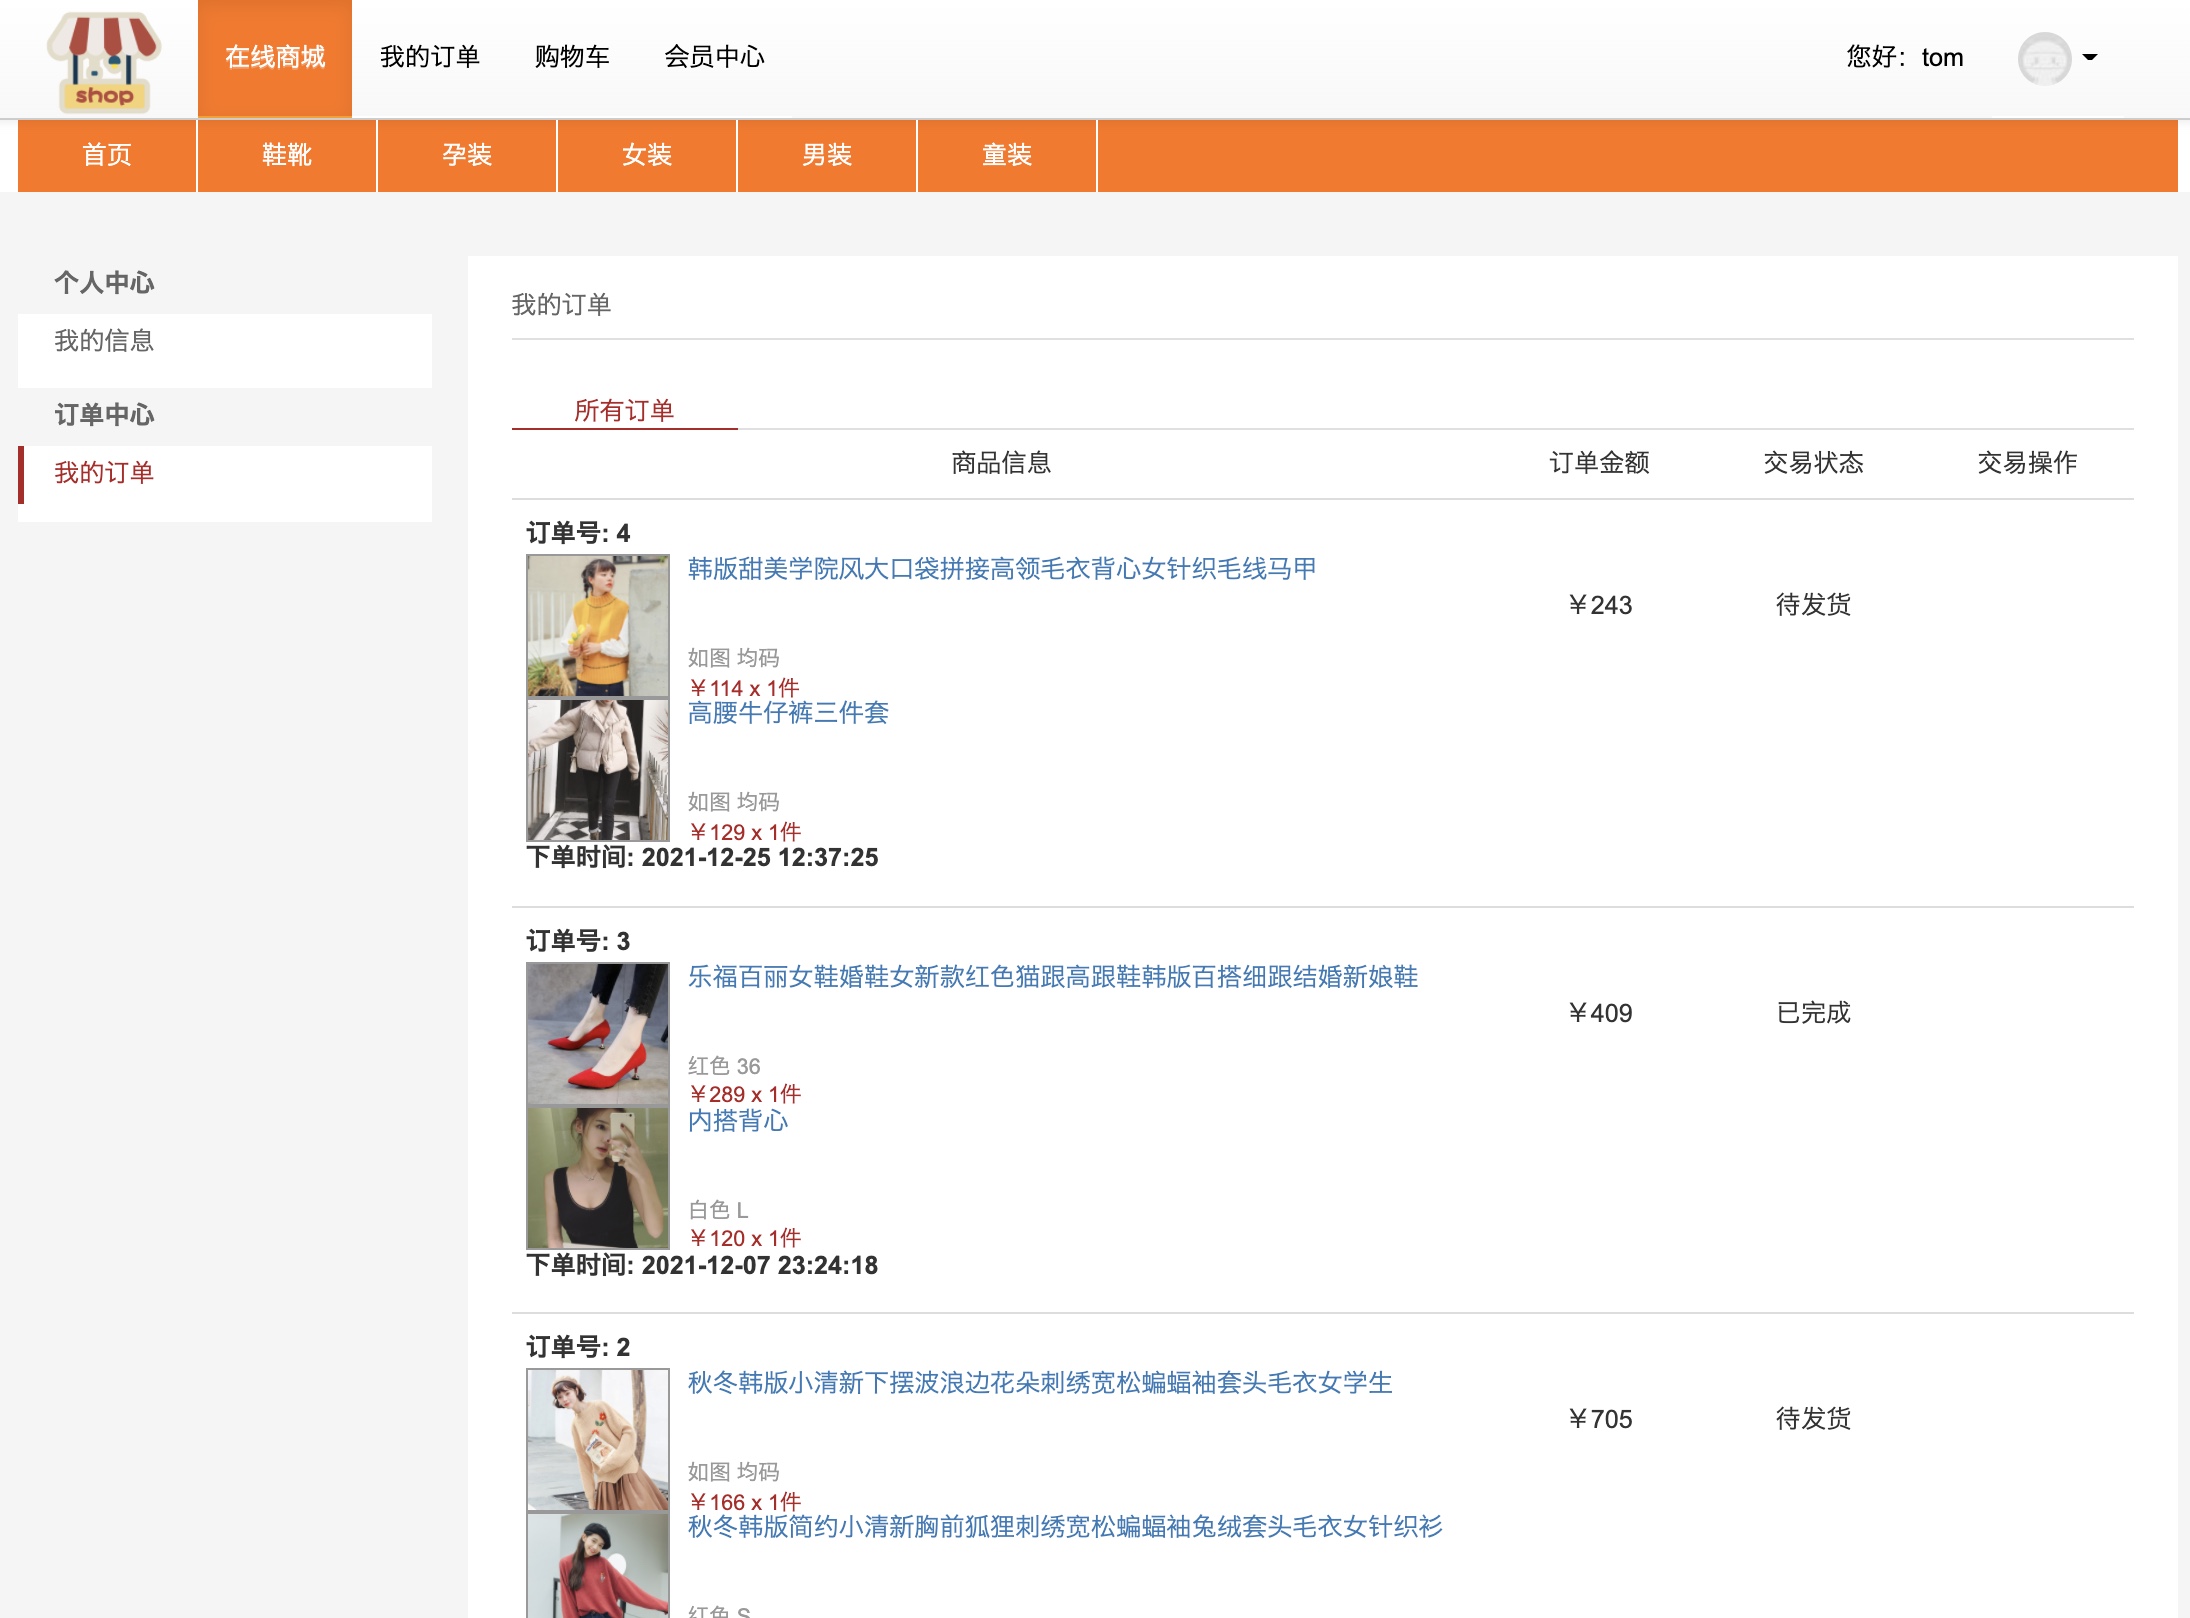 shop
在线商城 我的订单 购物车 会员中心 您好：tom
首页 鞋靴 孕装 女装 男装 童装
个人中心
我的信息
订单中心
我的订单
我的订单
所有订单
商品信息 订单金额 交易状态 交易操作
订单号: 4
韩版甜美学院风大口袋拼接高领毛衣背心女针织毛线马甲
¥243 待发货
如图 均码
¥114 x 1件
高腰牛仔裤三件套
如图 均码
¥129 x 1件
下单时间: 2021-12-25 12:37:25
订单号: 3
乐福百丽女鞋婚鞋女新款红色猫跟高跟鞋韩版百搭细跟结婚新娘鞋
¥409 已完成
红色 36
¥289 x 1件
内搭背心
白色 L
¥120 x 1件
下单时间: 2021-12-07 23:24:18
订单号: 2
秋冬韩版小清新下摆波浪边花朵刺绣宽松蝙蝠袖套头毛衣女学生
¥705 待发货
如图 均码
¥166 x 1件
秋冬韩版简约小清新胸前狐狸刺绣宽松蝙蝠袖兔绒套头毛衣女针织衫
红色 S